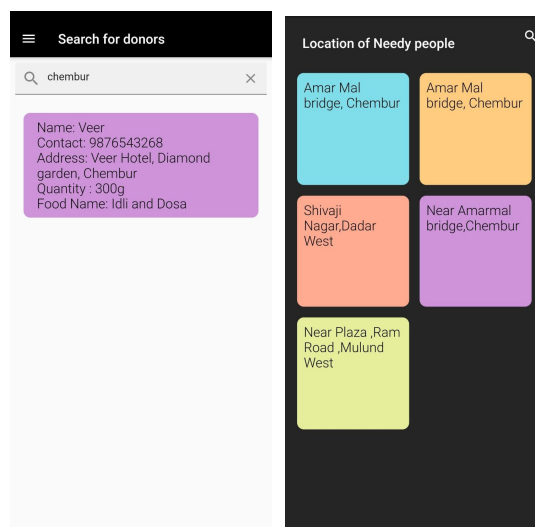 Search for donors
chembur
Name: Veer
Contact: 9876543268
Address: Veer Hotel, Diamond
garden, Chembur
Quantity : 300g
Food Name: Idli and Dosa
Location of Needy people
Amar Mal
bridge, Chembur
Amar Mal
bridge, Chembur
Shivaji
Nagar,Dadar
West
Near Amarmal
bridge,Chembur
Near Plaza ,Ram
Road ,Mulund
West